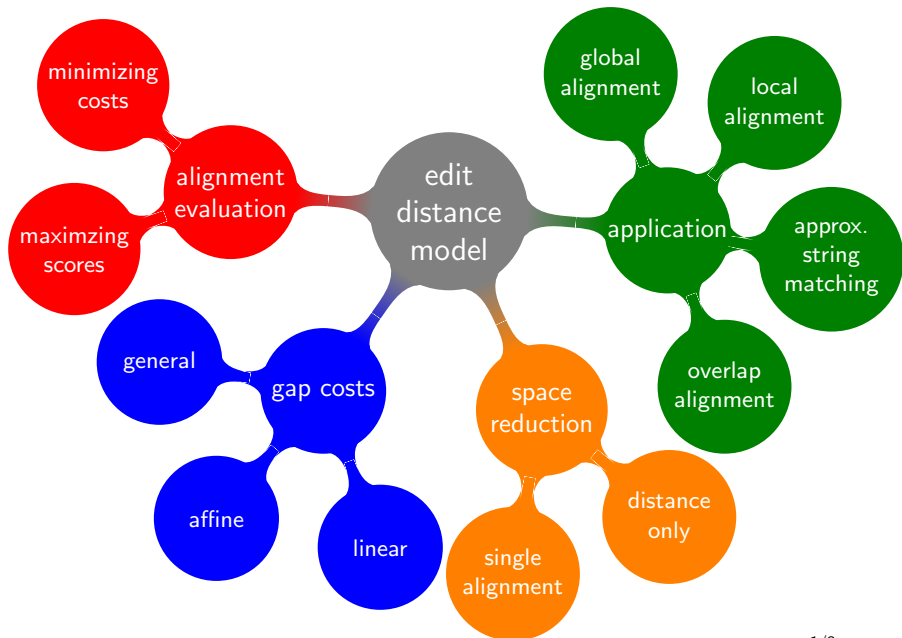 minimizing
costs
alignment
evaluation
maximzing
scores
edit
distance
model
global
alignment
local
alignment
application
approx.
string
matching
overlap
alignment
general
gap costs
affine
linear
space
reduction
single
alignment
distance
only